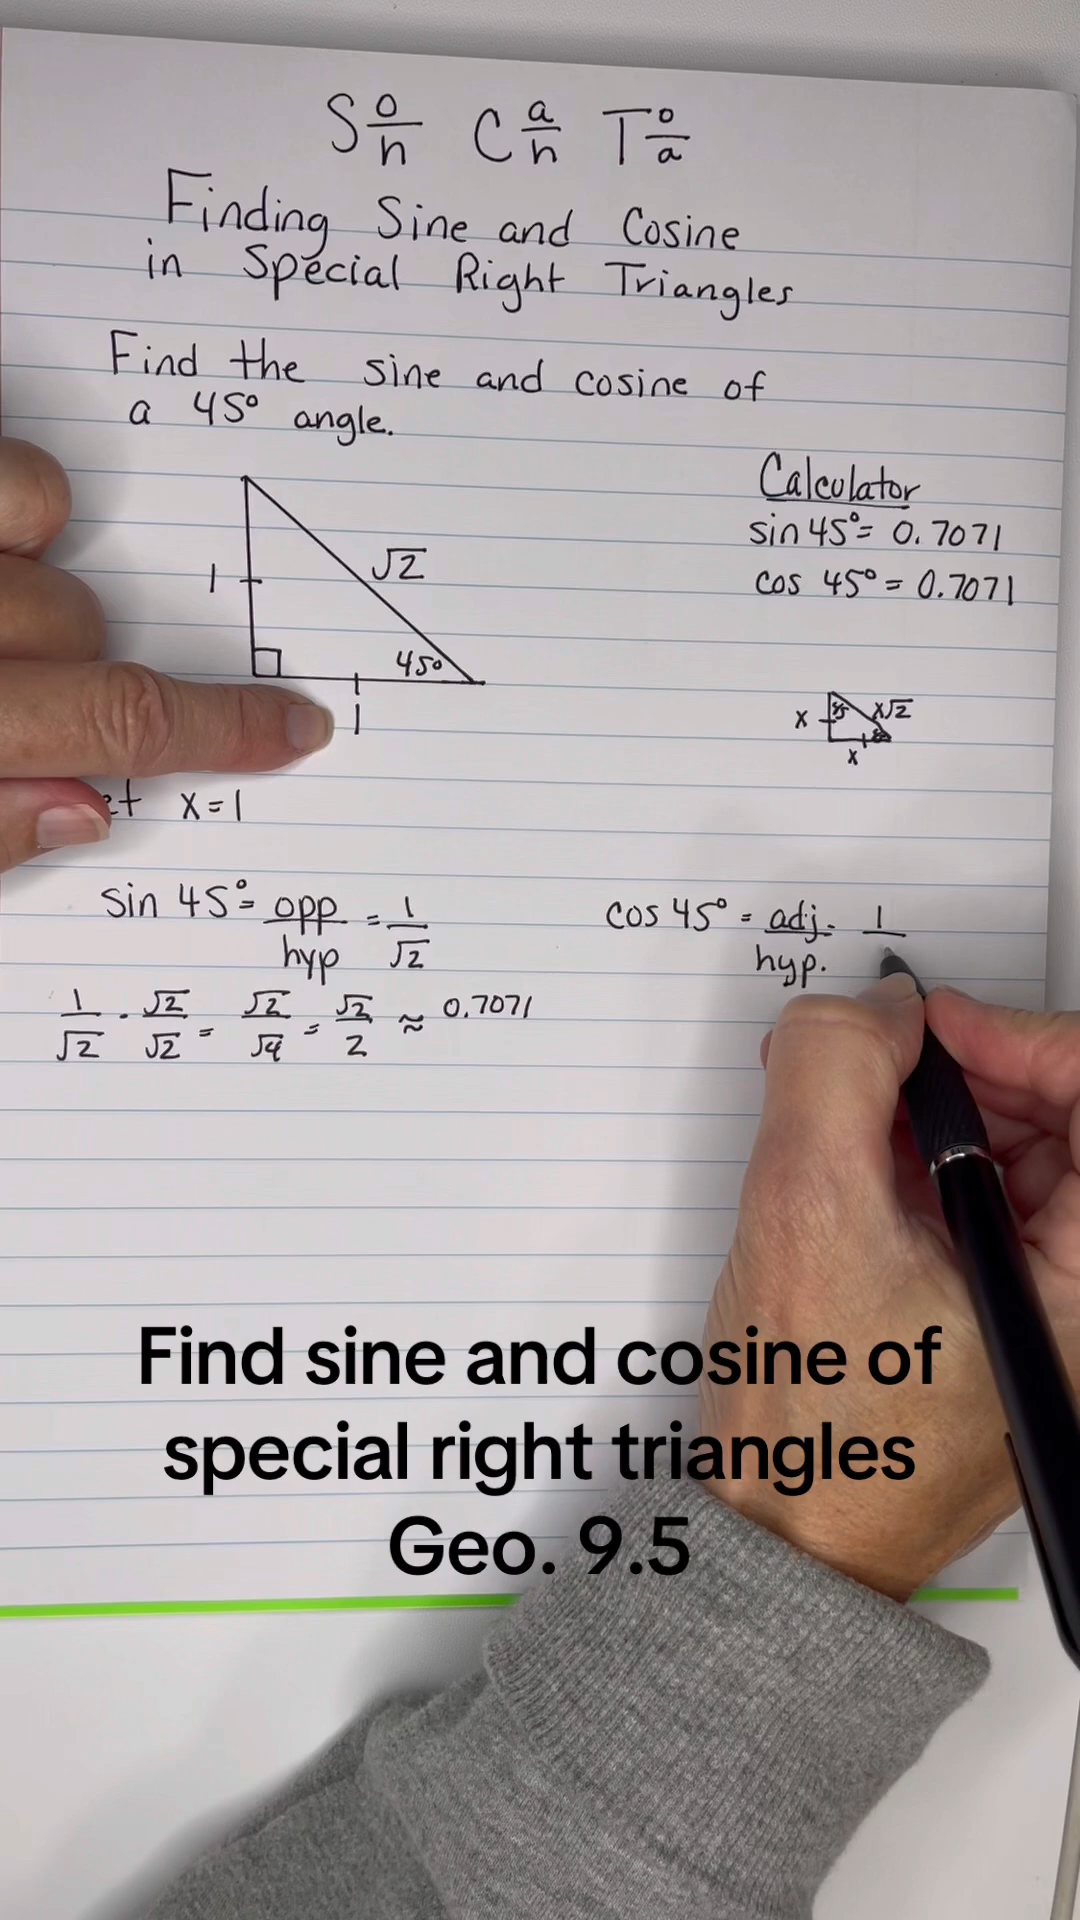 S o/h C a/h T o/a
Finding Sine and Cosine
in Special Right Triangles
Find the sine and cosine of
a 45° angle.
Calculator
sin 45° = 0.7071
cos 45° = 0.7071
1
√2
45°
1
x
45
x√2
x
et x = 1
sin 45° = opp/hyp = 1/√2
1/√2 · √2/√2 = √2/√4 = √2/2 ≈ 0.7071
cos 45° = adj./hyp. 1
Find sine and cosine of
special right triangles
Geo. 9.5